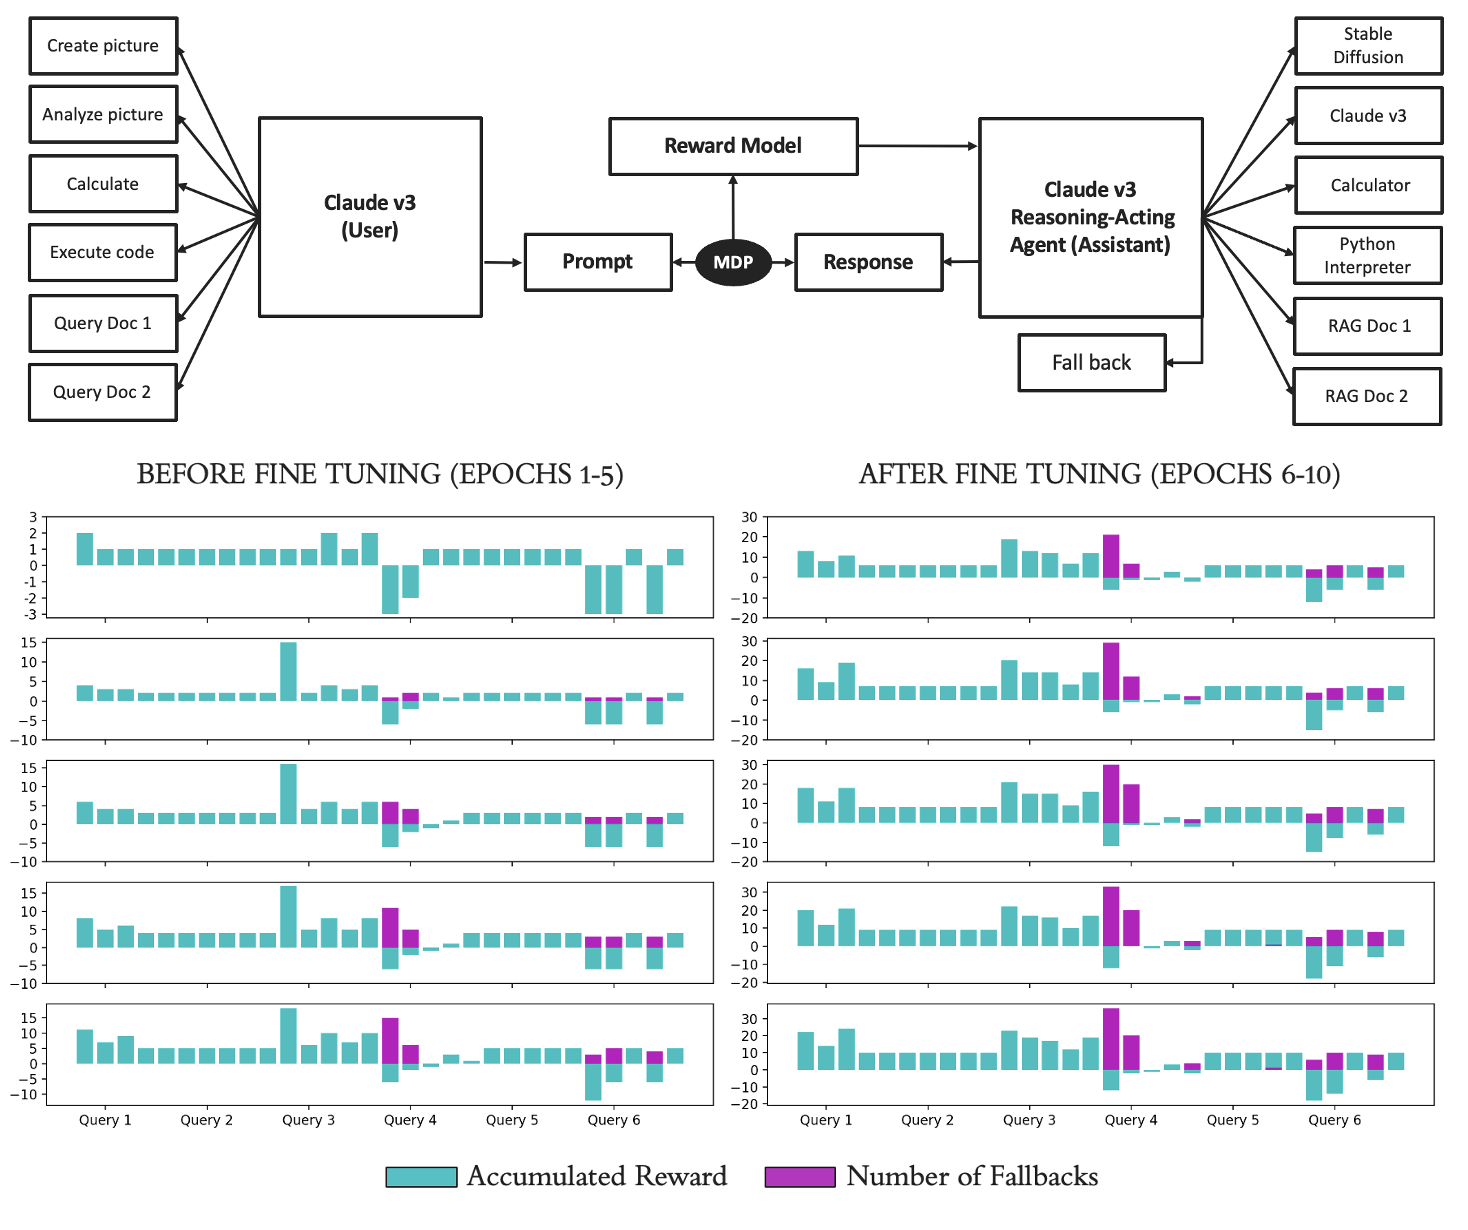 Create picture
Analyze picture
Calculate
Execute code
Query Doc 1
Query Doc 2
Claude v3
(User)
Prompt
Reward Model
MDP
Response
Claude v3
Reasoning-Acting
Agent (Assistant)
Fall back
Stable
Diffusion
Claude v3
Calculator
Python
Interpreter
RAG Doc 1
RAG Doc 2
BEFORE FINE TUNING (EPOCHS 1-5)
3
2
1
0
-1
-2
-3
15
10
5
0
−5
−10
15
10
5
0
−5
−10
15
10
5
0
−5
−10
15
10
5
0
−5
−10
Query 1 Query 2 Query 3 Query 4 Query 5 Query 6
AFTER FINE TUNING (EPOCHS 6-10)
30
20
10
0
−10
−20
30
20
10
0
−10
−20
30
20
10
0
−10
−20
30
20
10
0
−10
−20
30
20
10
0
−10
−20
Query 1 Query 2 Query 3 Query 4 Query 5 Query 6
Accumulated Reward Number of Fallbacks